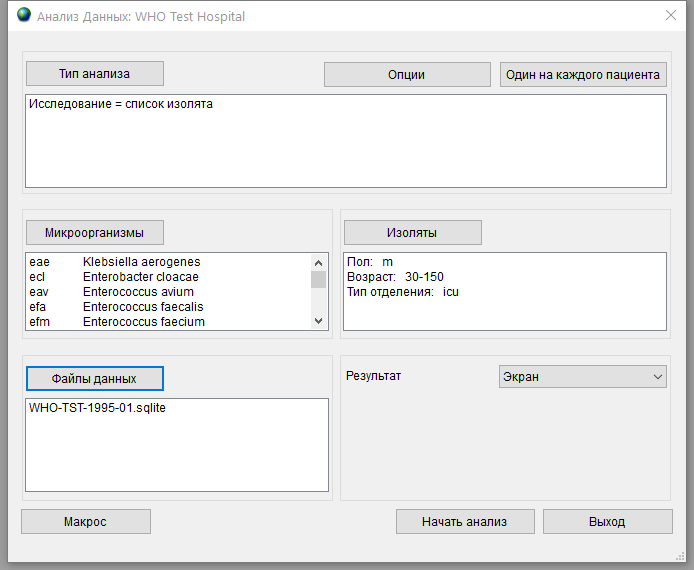 Анализ Данных: WHO Test Hospital
Тип анализа
Опции
Один на каждого пациента
Исследование = список изолята
Микроорганизмы
eae Klebsiella aerogenes
ecl Enterobacter cloacae
eav Enterococcus avium
efa Enterococcus faecalis
efm Enterococcus faecium
Изоляты
Пол: m
Возраст: 30-150
Тип отделения: icu
Файлы данных
WHO-TST-1995-01.sqlite
Результат
Экран
Макрос
Начать анализ
Выход